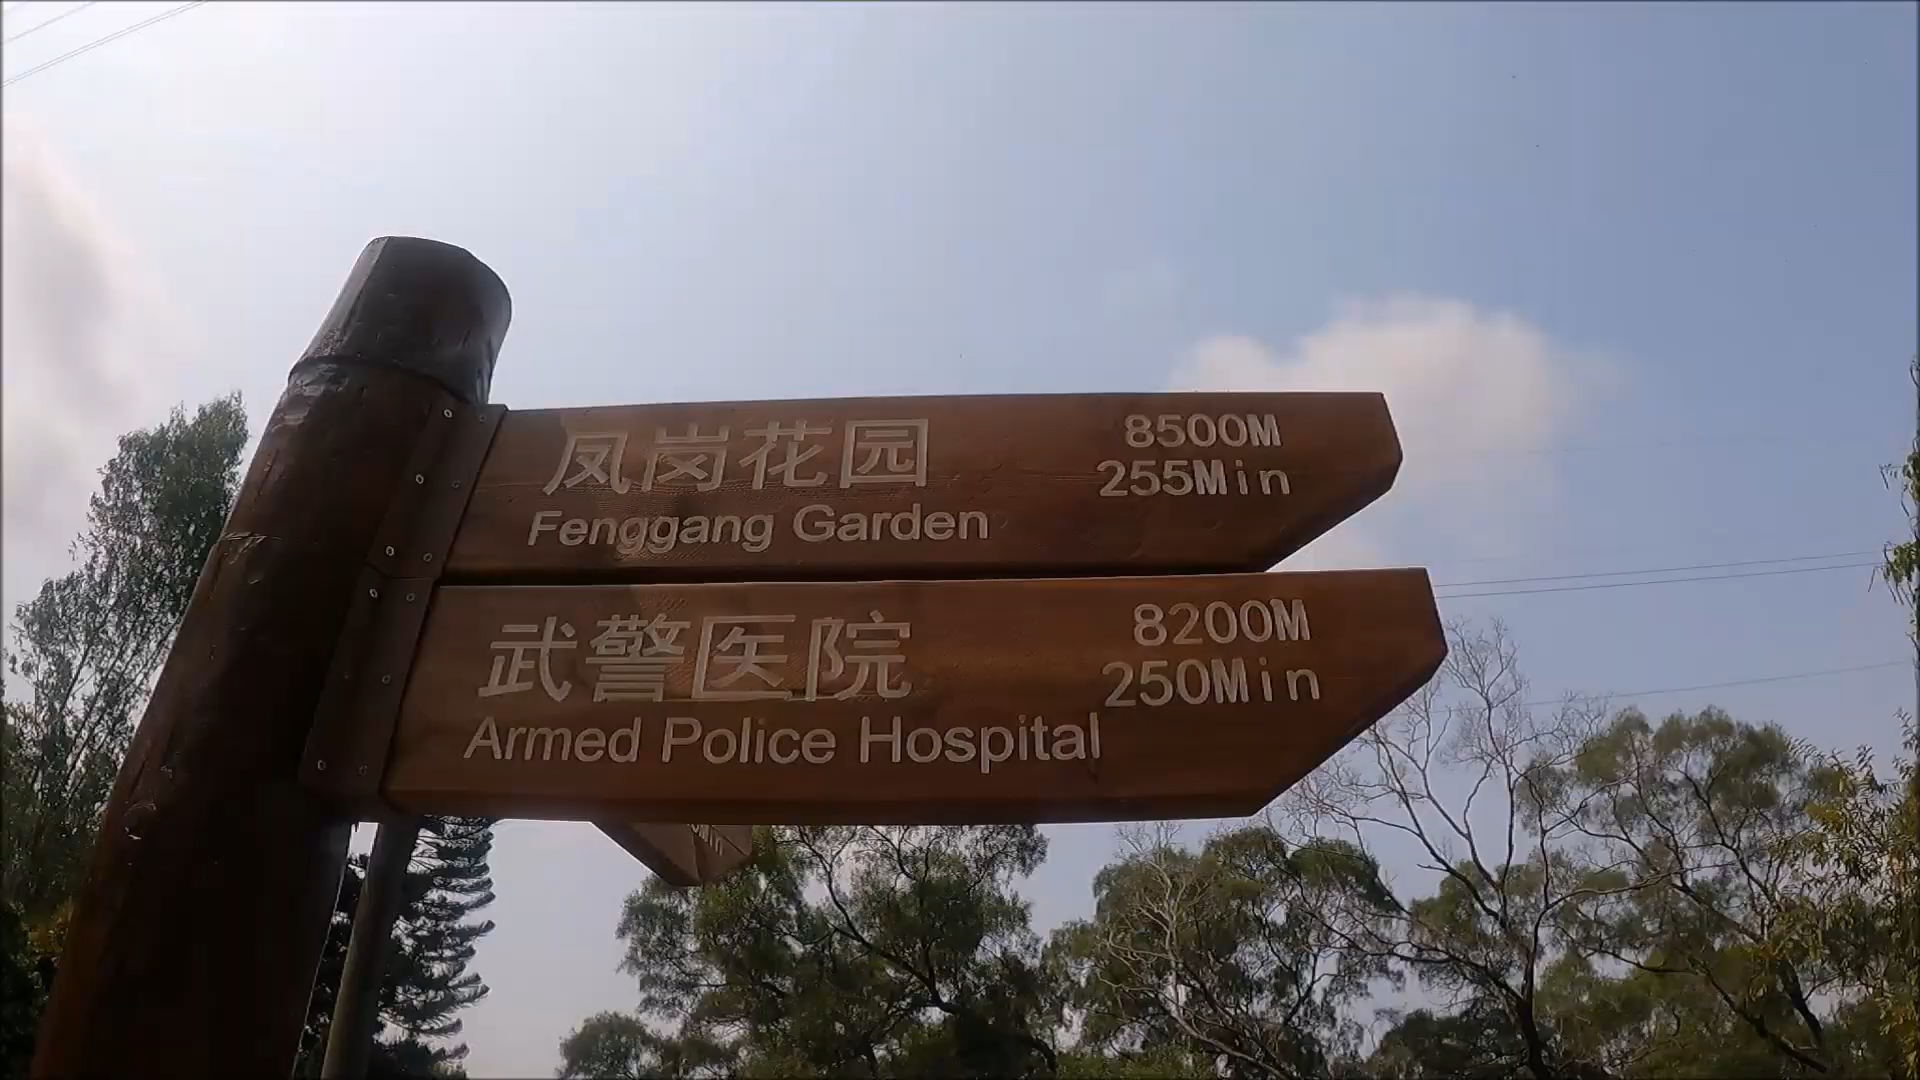 凤岗花园
8500M
255Min
Fenggang Garden
武警医院
8200M
250Min
Armed Police Hospital